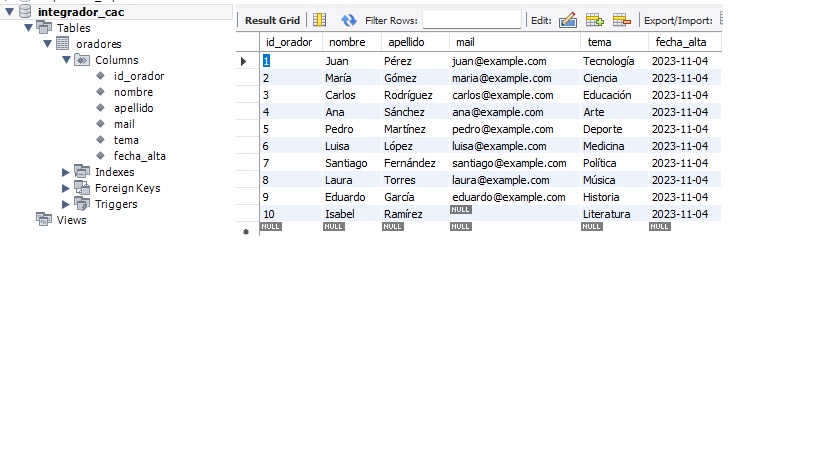 integrador_cac
Tables
oradores
Columns
id_orador
nombre
apellido
mail
tema
fecha_alta
Indexes
Foreign Keys
Triggers
Views
Result Grid Filter Rows: Edit: Export/Import:
id_orador nombre apellido mail tema fecha_alta
1 Juan Pérez juan@example.com Tecnología 2023-11-04
2 María Gómez maria@example.com Ciencia 2023-11-04
3 Carlos Rodríguez carlos@example.com Educación 2023-11-04
4 Ana Sánchez ana@example.com Arte 2023-11-04
5 Pedro Martínez pedro@example.com Deporte 2023-11-04
6 Luisa López luisa@example.com Medicina 2023-11-04
7 Santiago Fernández santiago@example.com Política 2023-11-04
8 Laura Torres laura@example.com Música 2023-11-04
9 Eduardo García eduardo@example.com Historia 2023-11-04
10 Isabel Ramírez NULL Literatura 2023-11-04
NULL NULL NULL NULL NULL NULL